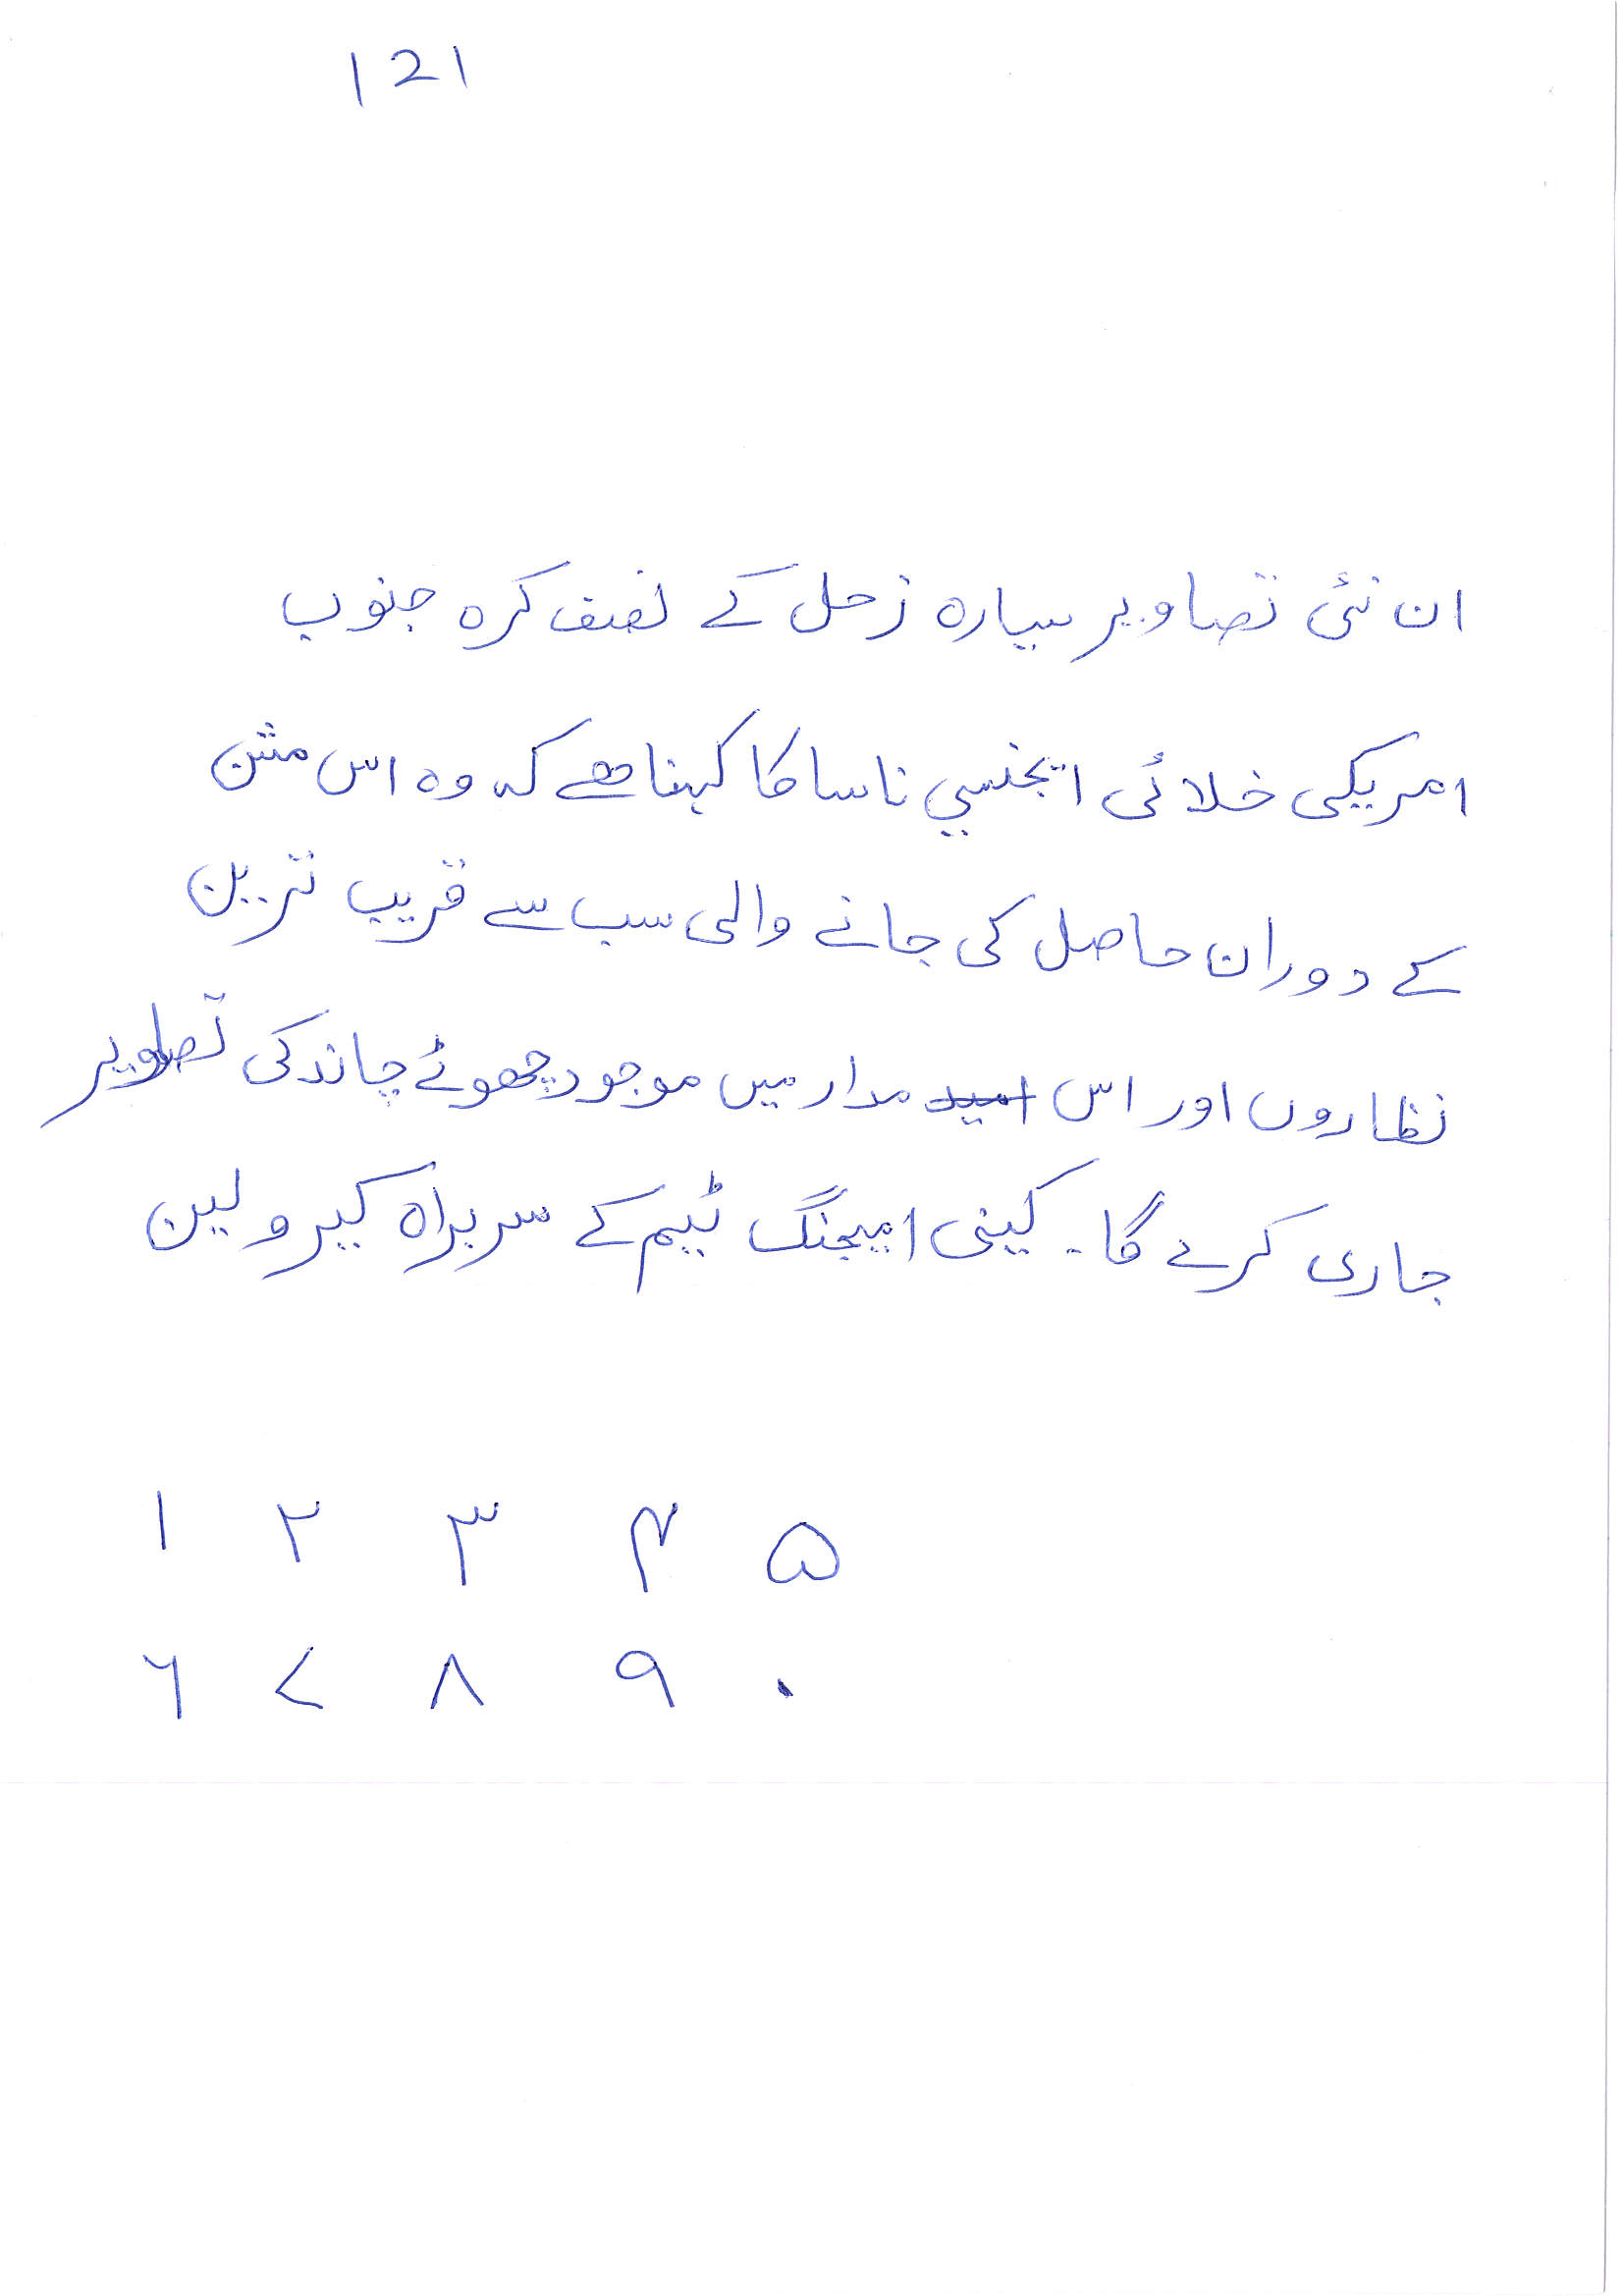 121
ان نئی تصاویر سیارہ زحل کے نصف کرہ جنوب
امریکی خلائی ایجنسي ناسا کا کہنا ھے کہ وہ اس مشن
کے دوران حاصل کی جانے والی سب سے قریب ترین
نظاروں اور اس امید مدار میں موجود چھوٹے چاند کی تصاویر
جاری کرے گا۔ کینی امیجنگ ٹیم کے سربراہ کیرولین
۱ ۲ ۳ ۴ ۵
۶ ۷ ۸ ۹ ۰